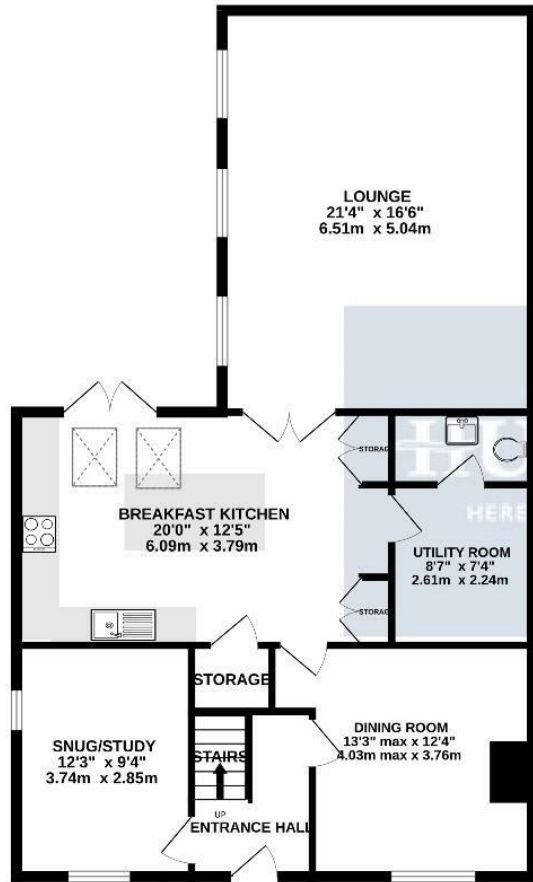 LOUNGE
21'4" x 16'6"
6.51m x 5.04m
STORAG
BREAKFAST KITCHEN
20'0" x 12'5"
6.09m x 3.79m
HERE
UTILITY ROOM
8'7" x 7'4"
2.61m x 2.24m
STORAG
STORAGE
SNUG/STUDY
12'3" x 9'4"
3.74m x 2.85m
STAIRS
DINING ROOM
13'3" max x 12'4"
4.03m max x 3.76m
UP
ENTRANCE HALL